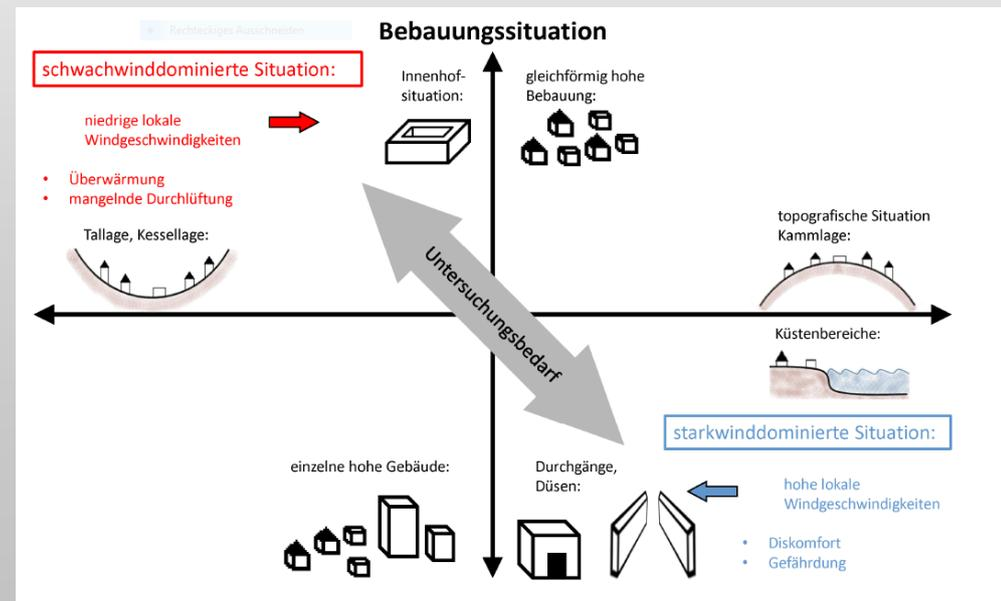 Rechteckiges Ausschneiden
Bebauungssituation
schwachwinddominierte Situation:
niedrige lokale
Windgeschwindigkeiten
• Überwärmung
• mangelnde Durchlüftung
Innenhof-
situation:
gleichförmig hohe
Bebauung:
Tallage, Kessellage:
topografische Situation
Kammlage:
Untersuchungsbedarf
Küstenbereiche:
starkwinddominierte Situation:
einzelne hohe Gebäude:
Durchgänge,
Düsen:
hohe lokale
Windgeschwindigkeiten
• Diskomfort
• Gefährdung